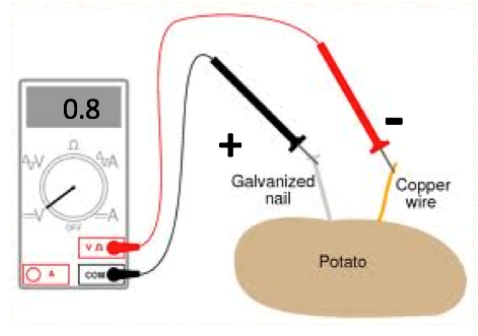 0.8
Ω
V
A
V
A
OFF
V Ω
A
COM
+
-
Galvanized
nail
Copper
wire
Potato